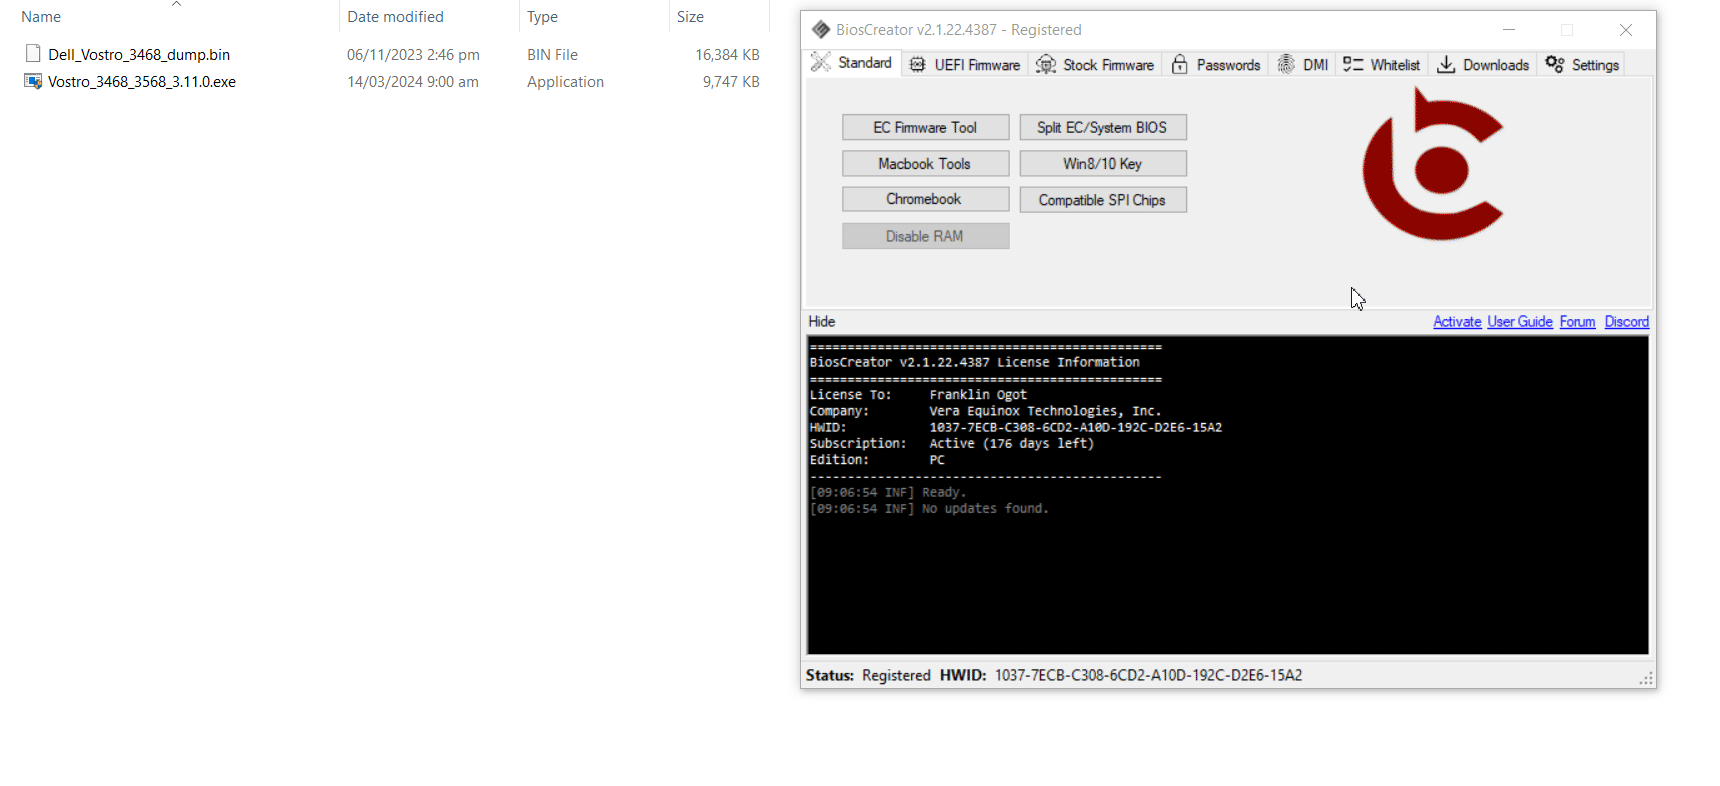 Name Date modified Type Size
Dell_Vostro_3468_dump.bin 06/11/2023 2:46 pm BIN File 16,384 KB
Vostro_3468_3568_3.11.0.exe 14/03/2024 9:00 am Application 9,747 KB
BiosCreator v2.1.22.4387 - Registered
Standard UEFI Firmware Stock Firmware Passwords DMI Whitelist Downloads Settings
EC Firmware Tool Split EC/System BIOS
Macbook Tools Win8/10 Key
Chromebook Compatible SPI Chips
Disable RAM
Hide Activate User Guide Forum Discord
===============================================
BiosCreator v2.1.22.4387 License Information
===============================================
License To: Franklin Ogot
Company: Vera Equinox Technologies, Inc.
HWID: 1037-7ECB-C308-6CD2-A10D-192C-D2E6-15A2
Subscription: Active (176 days left)
Edition: PC
-----------------------------------------------
[09:06:54 INF] Ready.
[09:06:54 INF] No updates found.
Status: Registered HWID: 1037-7ECB-C308-6CD2-A10D-192C-D2E6-15A2